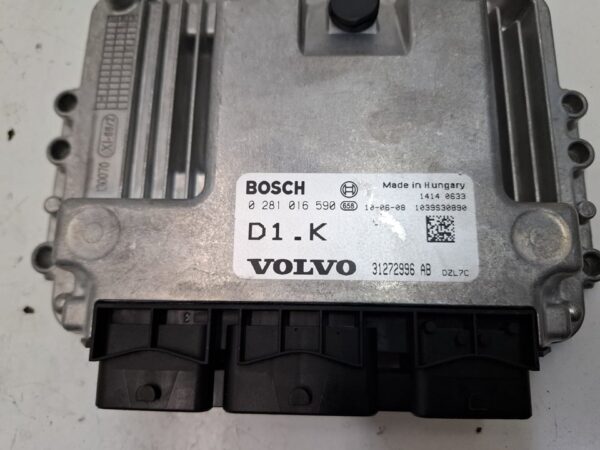 BOSCH
Made in Hungary
1414 0633
0 281 016 590 658 10-06-08 1039S30890
D1.K
VOLVO 31272996 AB DZL7C